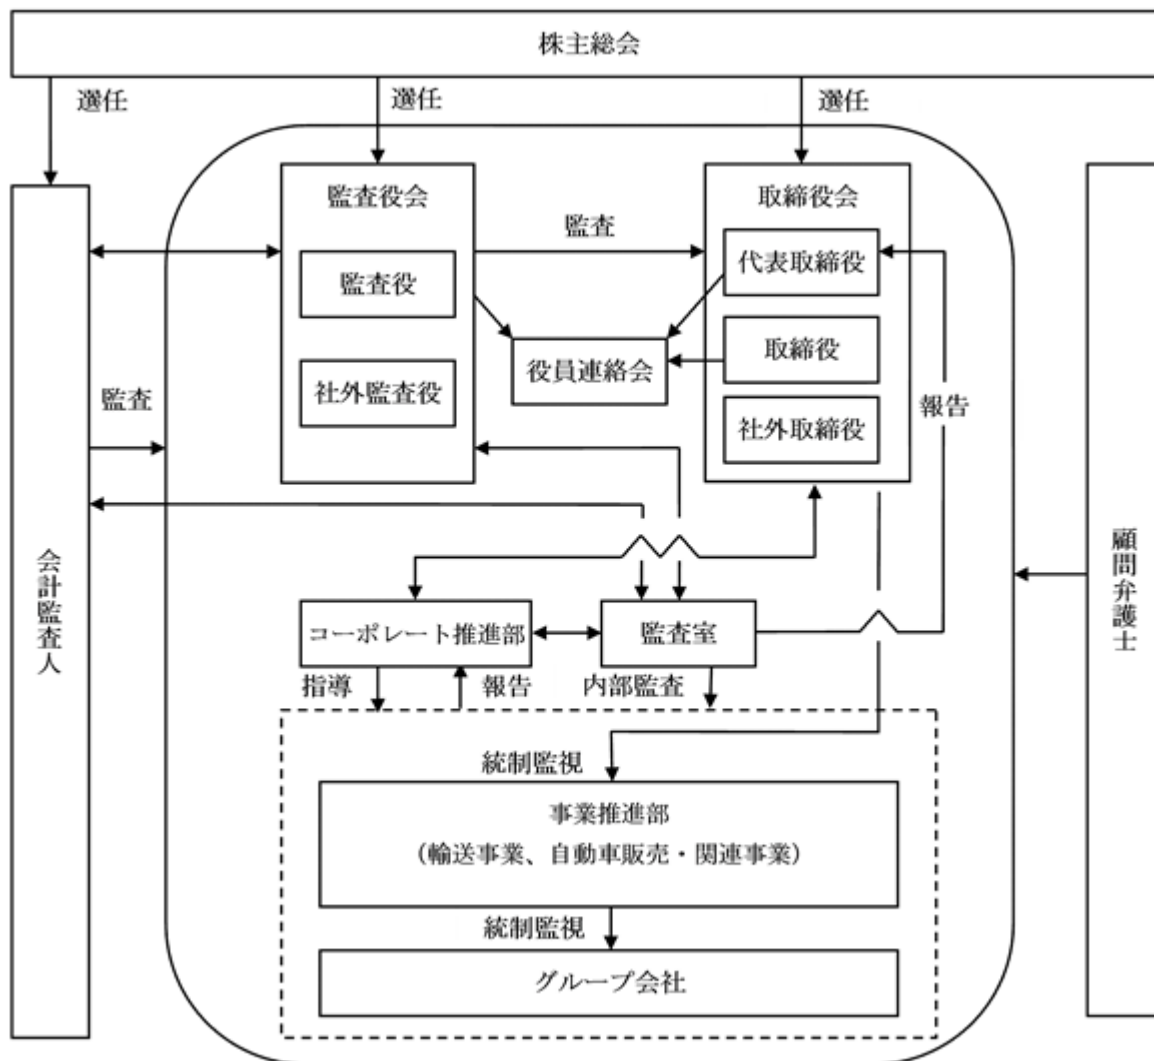 株主総会
選任
選任
選任
監査役会
取締役会
監査
代表取締役
監査役
役員連絡会
取締役
社外監査役
監査
報告
社外取締役
会計監査人
顧問弁護士
コーポレート推進部
監査室
指導
報告
内部監査
統制監視
事業推進部
（輸送事業、自動車販売・関連事業）
統制監視
グループ会社